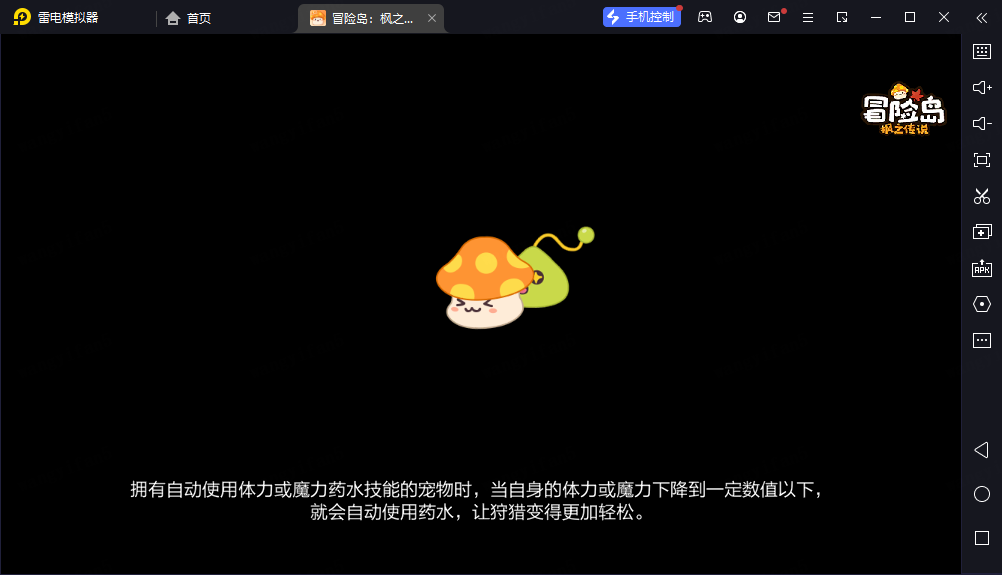 雷电模拟器
首页
冒险岛：枫之...
手机控制
冒险岛
枫之传说
APK
拥有自动使用体力或魔力药水技能的宠物时，当自身的体力或魔力下降到一定数值以下，
就会自动使用药水，让狩猎变得更加轻松。